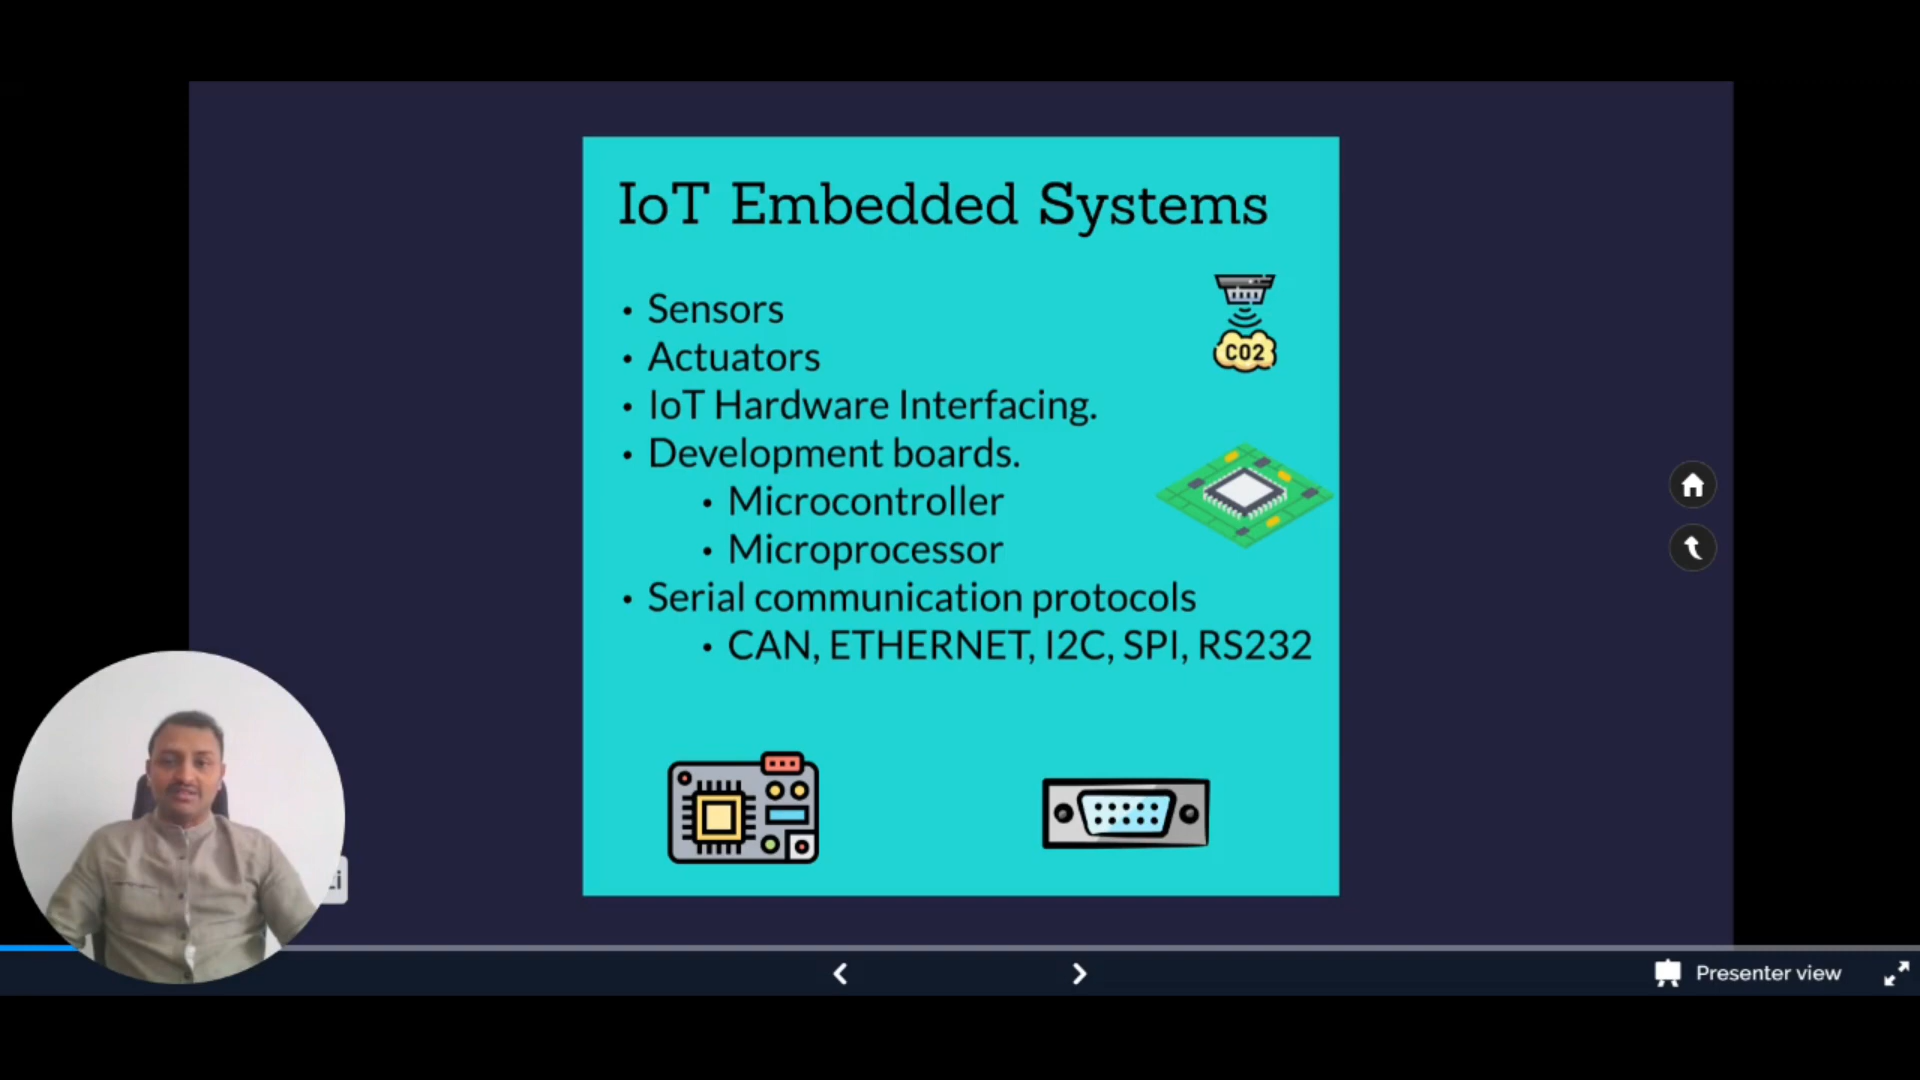 IoT Embedded Systems
• Sensors
• Actuators
• IoT Hardware Interfacing.
• Development boards.
• Microcontroller
• Microprocessor
• Serial communication protocols
• CAN, ETHERNET, I2C, SPI, RS232
CO2
Presenter view